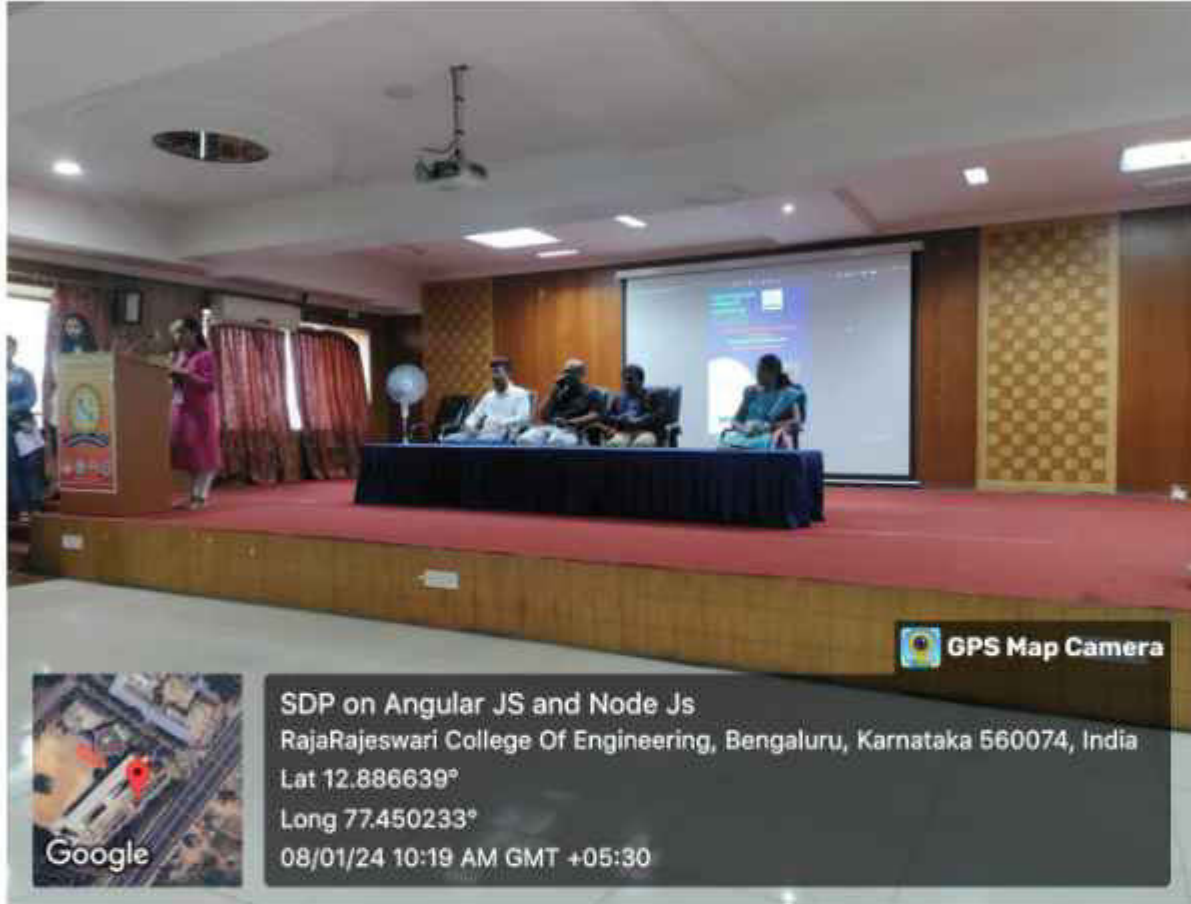 GPS Map Camera
SDP on Angular JS and Node Js
RajaRajeswari College Of Engineering, Bengaluru, Karnataka 560074, India
Lat 12.886639°
Long 77.450233°
08/01/24 10:19 AM GMT +05:30
Google